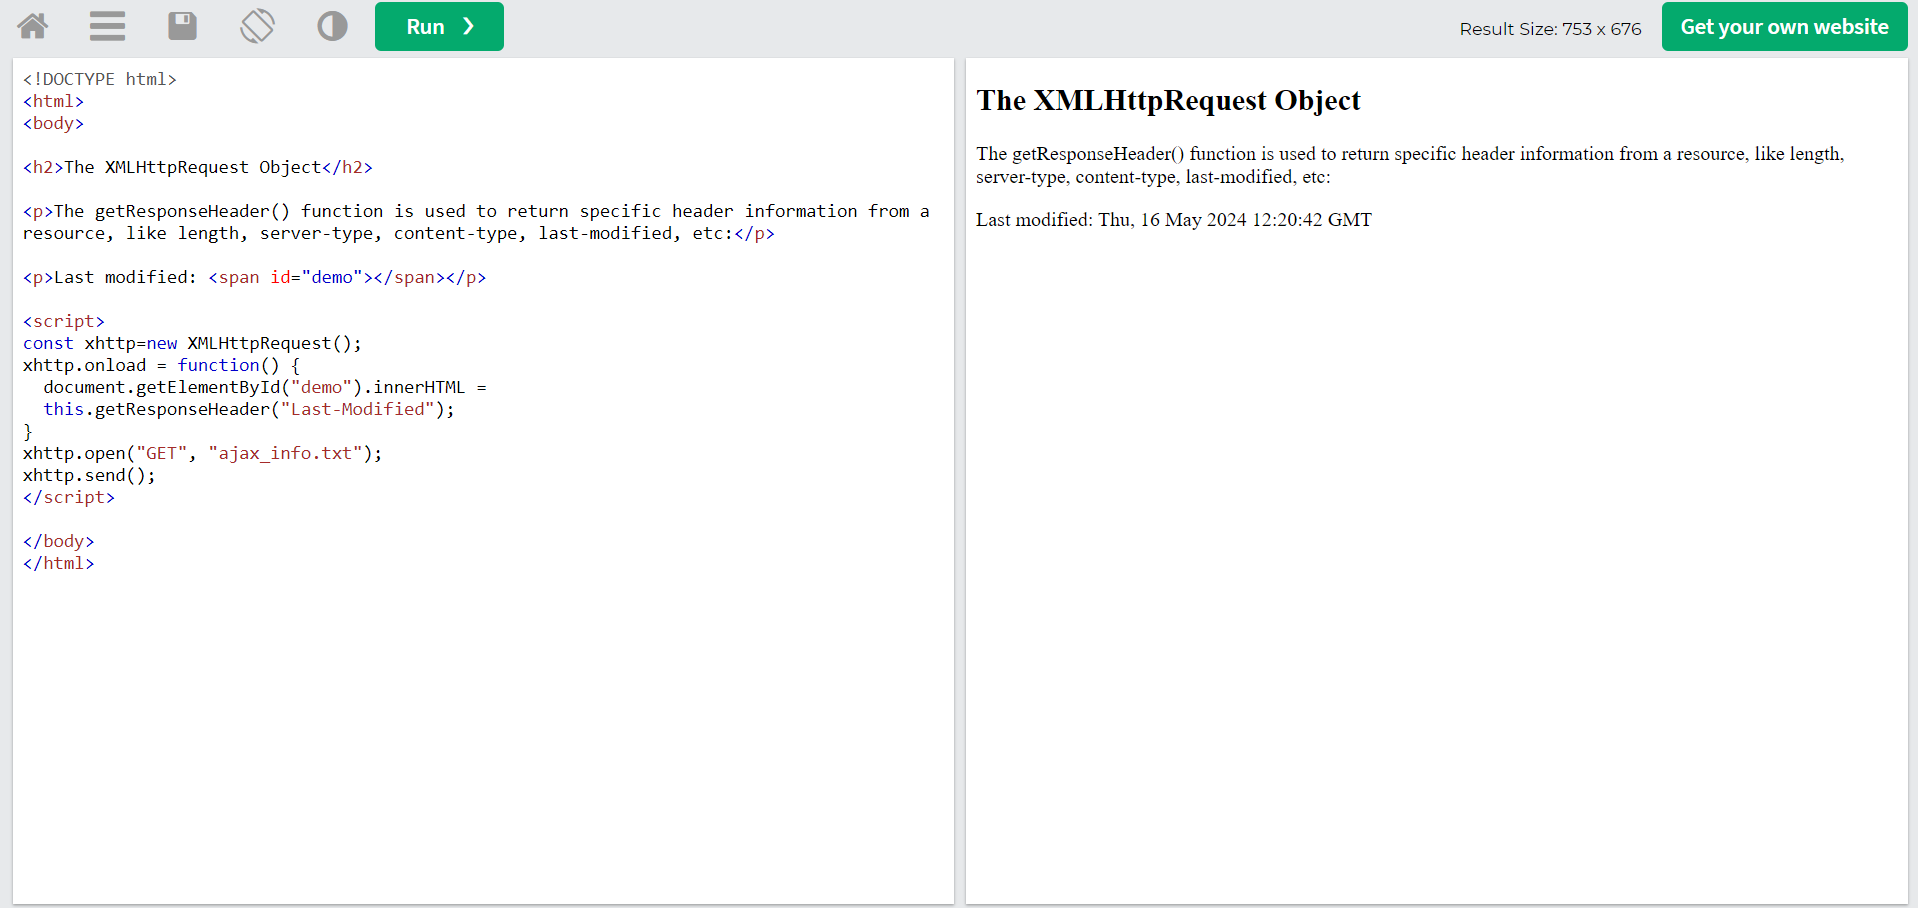 Run ❯
Result Size: 753 x 676
Get your own website
<!DOCTYPE html>
<html>
<body>
<h2>The XMLHttpRequest Object</h2>
<p>The getResponseHeader() function is used to return specific header information from a
resource, like length, server-type, content-type, last-modified, etc:</p>
<p>Last modified: <span id="demo"></span></p>
<script>
const xhttp=new XMLHttpRequest();
xhttp.onload = function() {
  document.getElementById("demo").innerHTML =
  this.getResponseHeader("Last-Modified");
}
xhttp.open("GET", "ajax_info.txt");
xhttp.send();
</script>
</body>
</html>
The XMLHttpRequest Object
The getResponseHeader() function is used to return specific header information from a resource, like length,
server-type, content-type, last-modified, etc:
Last modified: Thu, 16 May 2024 12:20:42 GMT